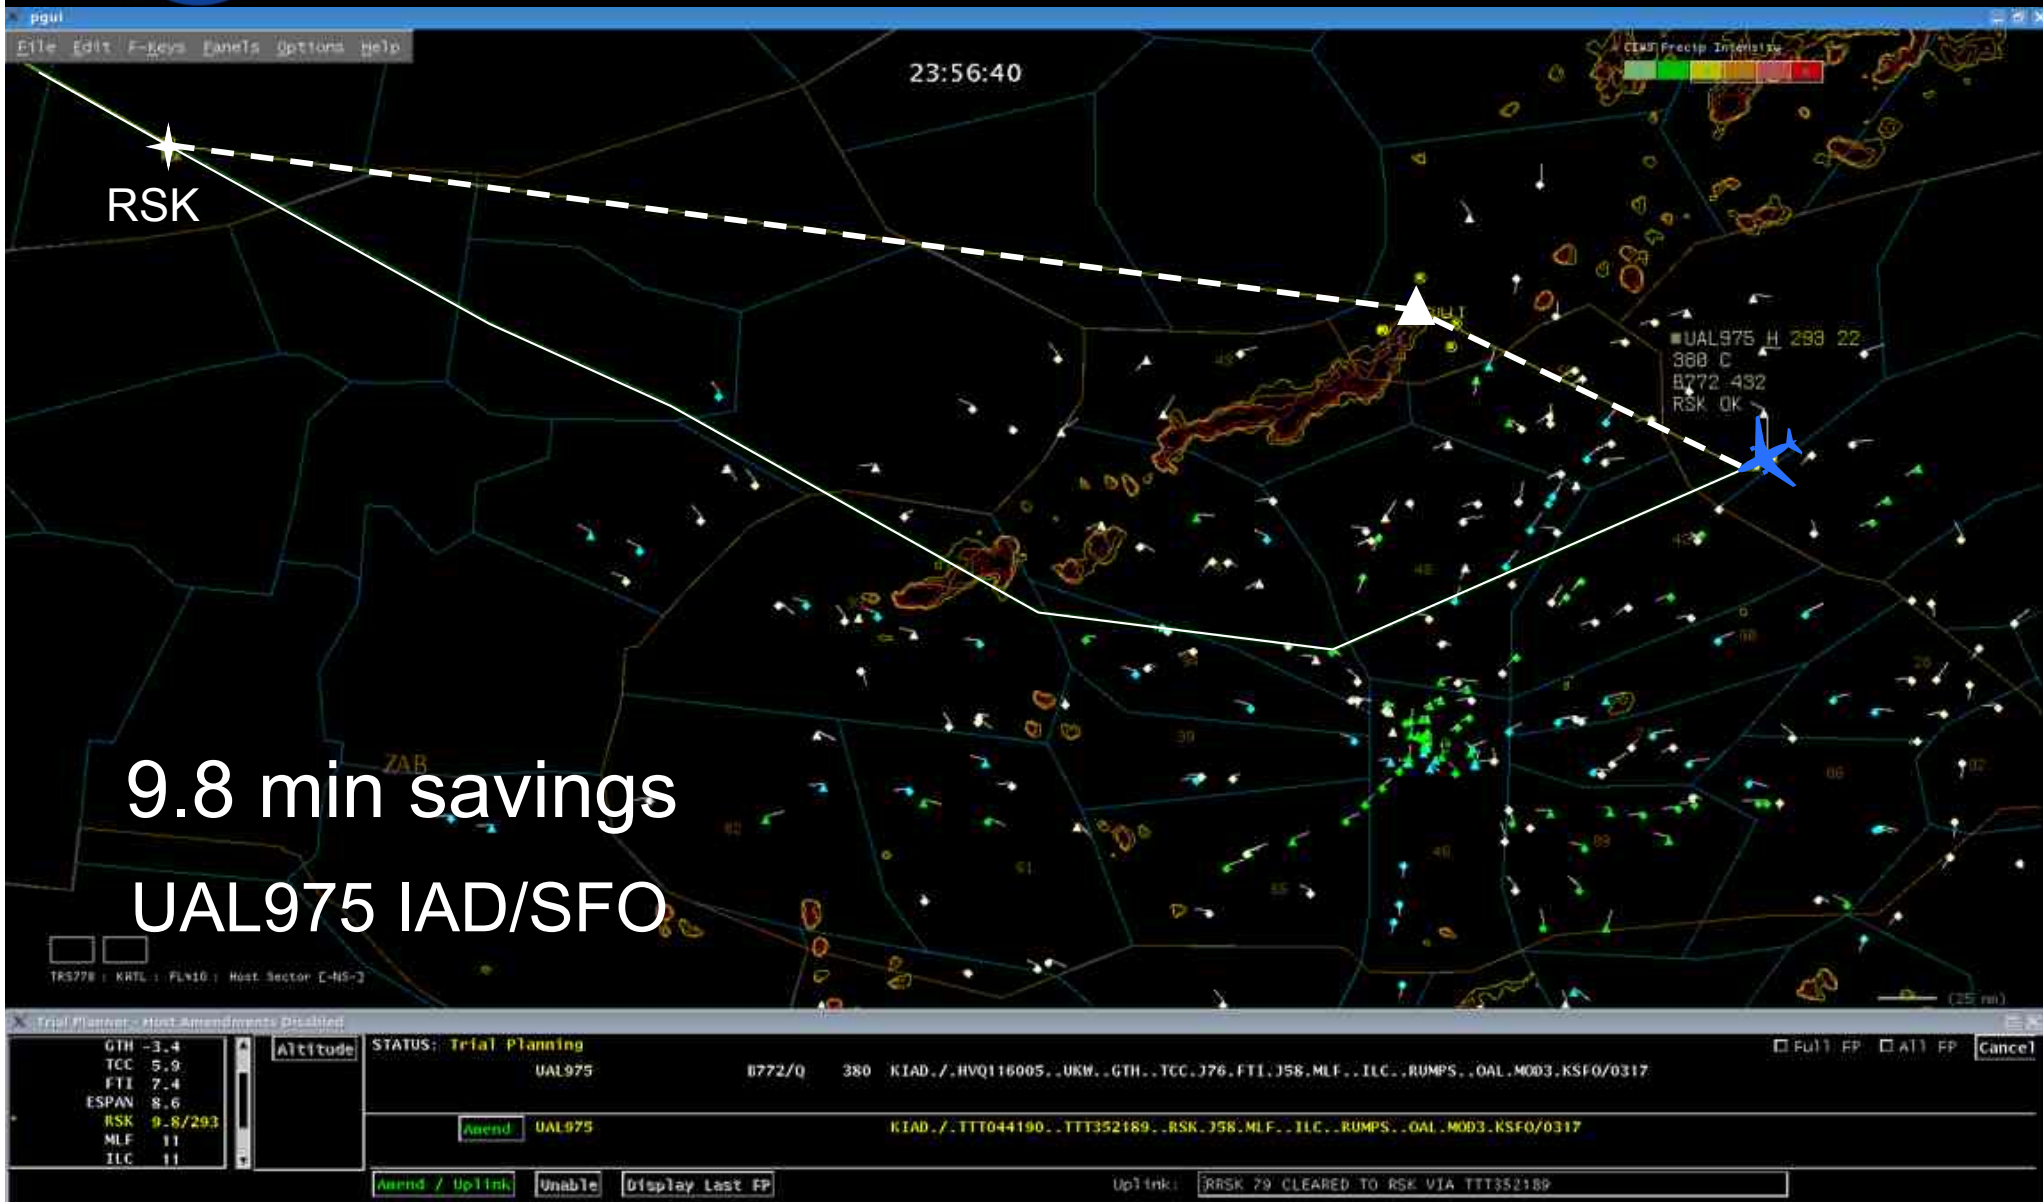 pgui
File Edit F-Keys Panels Options Help
23:56:40
CIWS Precip Intensity
RSK
UAL975 H 293 22
380 C
B772 432
RSK OK
ZAB
9.8 min savings
UAL975 IAD/SFO
(25 nm)
Trial Planner - Host Amendments Disabled
GTH -3.4
TCC 5.9
FTI 7.4
ESPAN 8.6
RSK 9.8/293
MLF 11
ILC 11
Altitude
STATUS: Trial Planning
Full FP All FP Cancel
UAL975 B772/Q 380 KIAD./.HVQ116005..UKW..GTH..TCC.J76.FTI.J58.MLF..ILC..RUMPS..OAL.MOD3.KSFO/0317
Amend UAL975 KIAD./.TTT044190..TTT352189..RSK.J58.MLF..ILC..RUMPS..OAL.MOD3.KSFO/0317
Amend / Uplink Unable Display Last FP Uplink: RRSK 79 CLEARED TO RSK VIA TTT352189